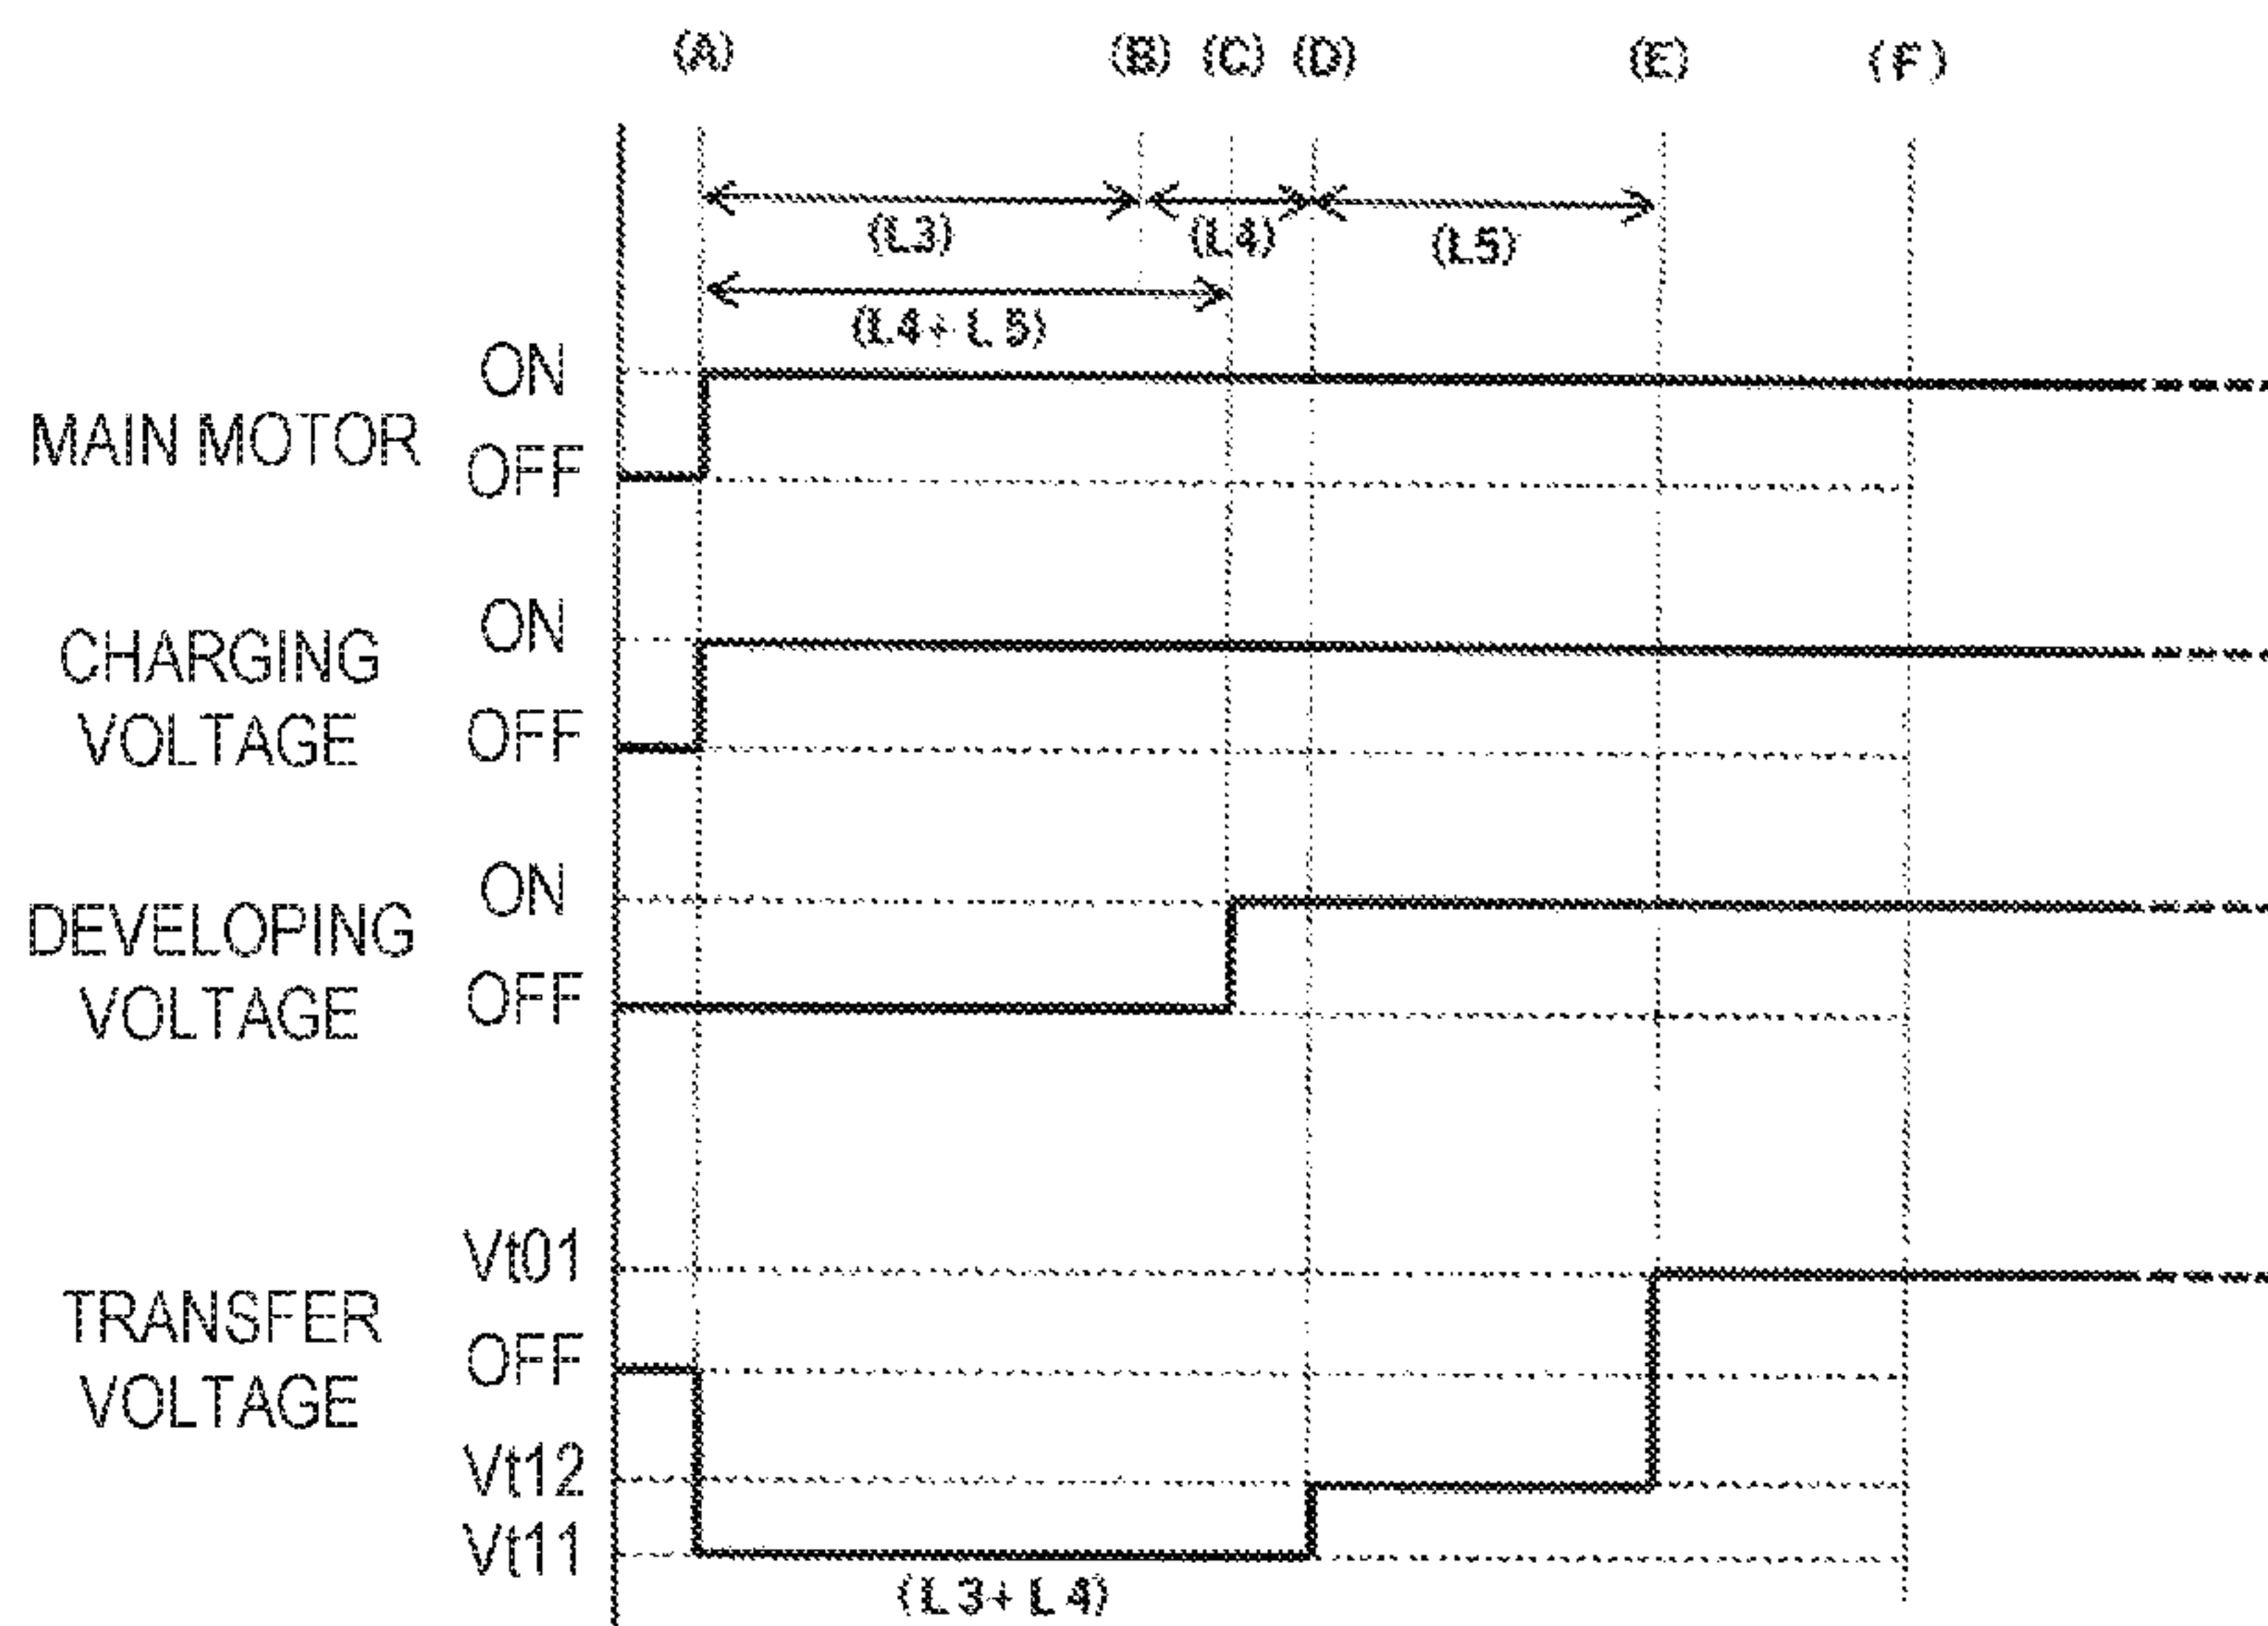 (A) (B) (C) (D) (E) (F)
(L3) (L4) (L5)
(L4+L5)
MAIN MOTOR
ON
OFF
CHARGING
VOLTAGE
ON
OFF
DEVELOPING
VOLTAGE
ON
OFF
TRANSFER
VOLTAGE
Vt01
OFF
Vt12
Vt11
(L3+L4)